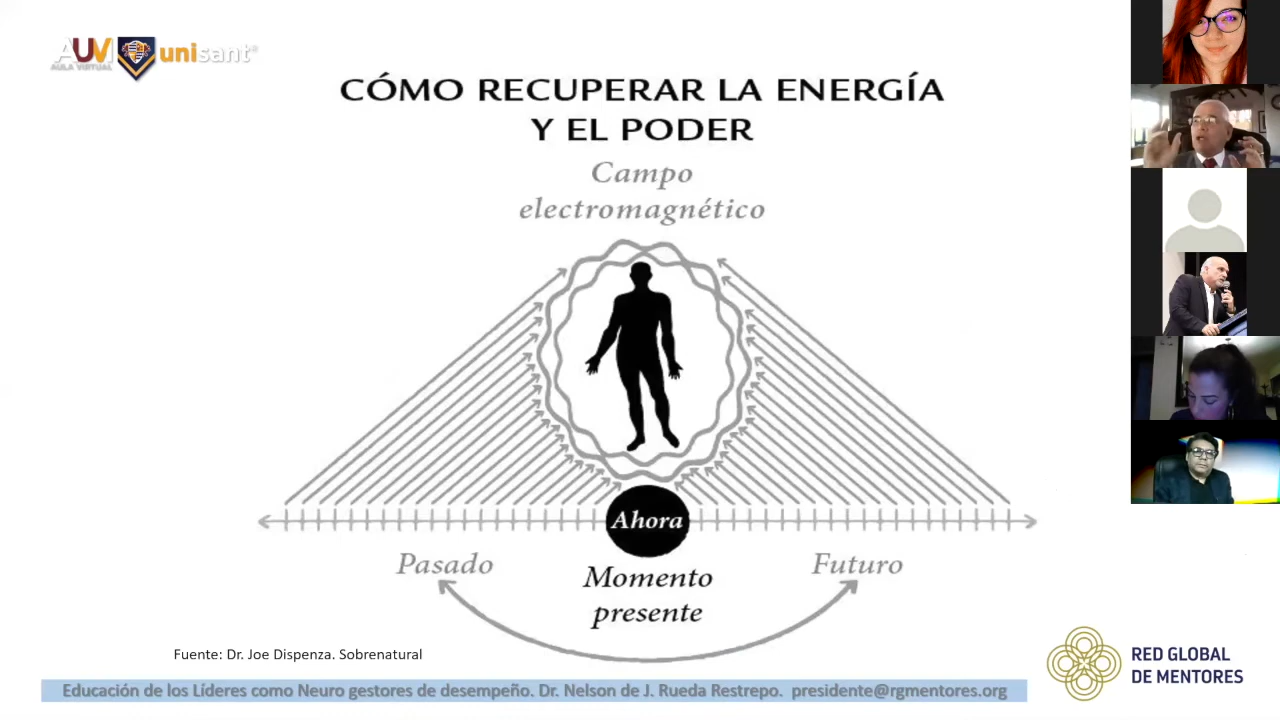 AUV
AULA VIRTUAL
unisant®
CÓMO RECUPERAR LA ENERGÍA
Y EL PODER
Campo
electromagnético
Ahora
Pasado
Momento
presente
Futuro
Fuente: Dr. Joe Dispenza. Sobrenatural
RED GLOBAL
DE MENTORES
Educación de los Líderes como Neuro gestores de desempeño. Dr. Nelson de J. Rueda Restrepo. presidente@rgmentores.org